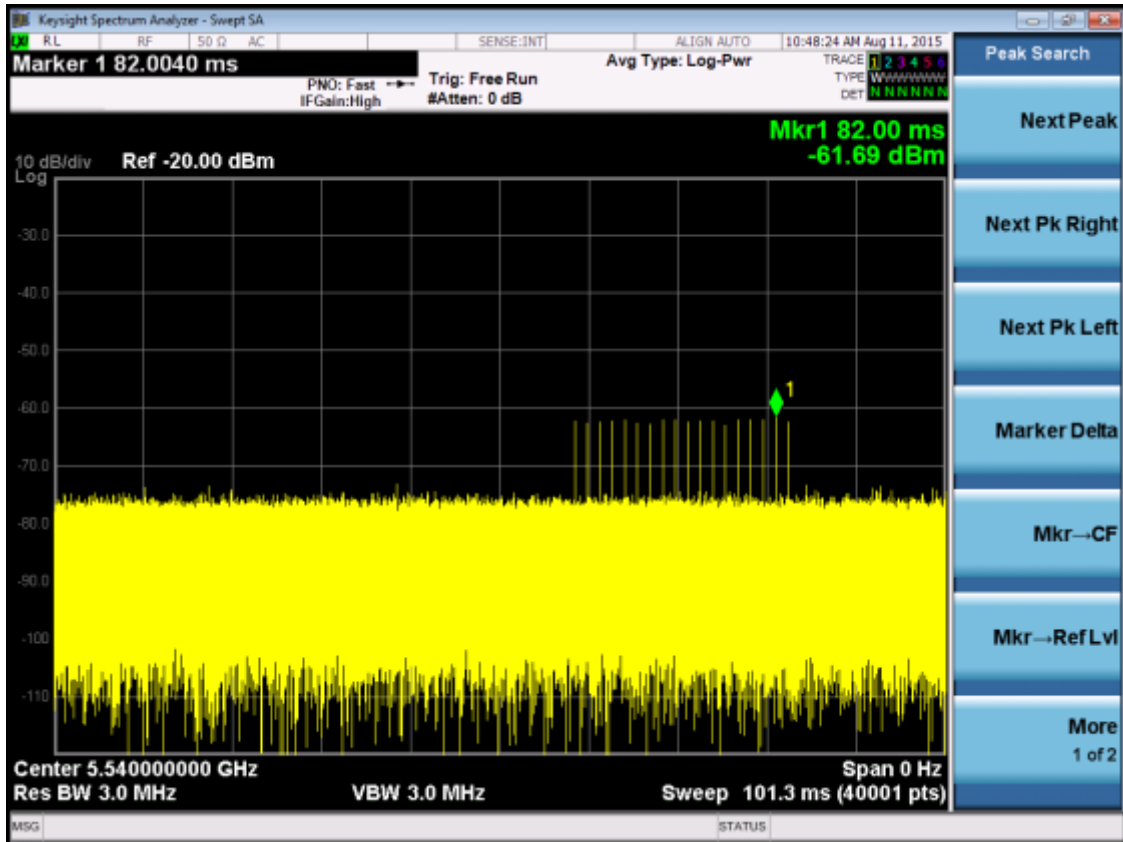 Keysight Spectrum Analyzer - Swept SA
RL RF 50 Ω AC SENSE:INT ALIGN AUTO 10:48:24 AM Aug 11, 2015
Marker 1 82.0040 ms
PNO: Fast
IFGain:High
Trig: Free Run
#Atten: 0 dB
Avg Type: Log-Pwr
TRACE 1 2 3 4 5 6
TYPE WWWWWW
DET N N N N N N
Mkr1 82.00 ms
-61.69 dBm
10 dB/div Ref -20.00 dBm
Log
-30.0
-40.0
-50.0
-60.0
-70.0
-80.0
-90.0
-100
-110
1
Center 5.540000000 GHz Span 0 Hz
Res BW 3.0 MHz VBW 3.0 MHz Sweep 101.3 ms (40001 pts)
MSG STATUS
Peak Search
Next Peak
Next Pk Right
Next Pk Left
Marker Delta
Mkr→CF
Mkr→Ref Lvl
More
1 of 2